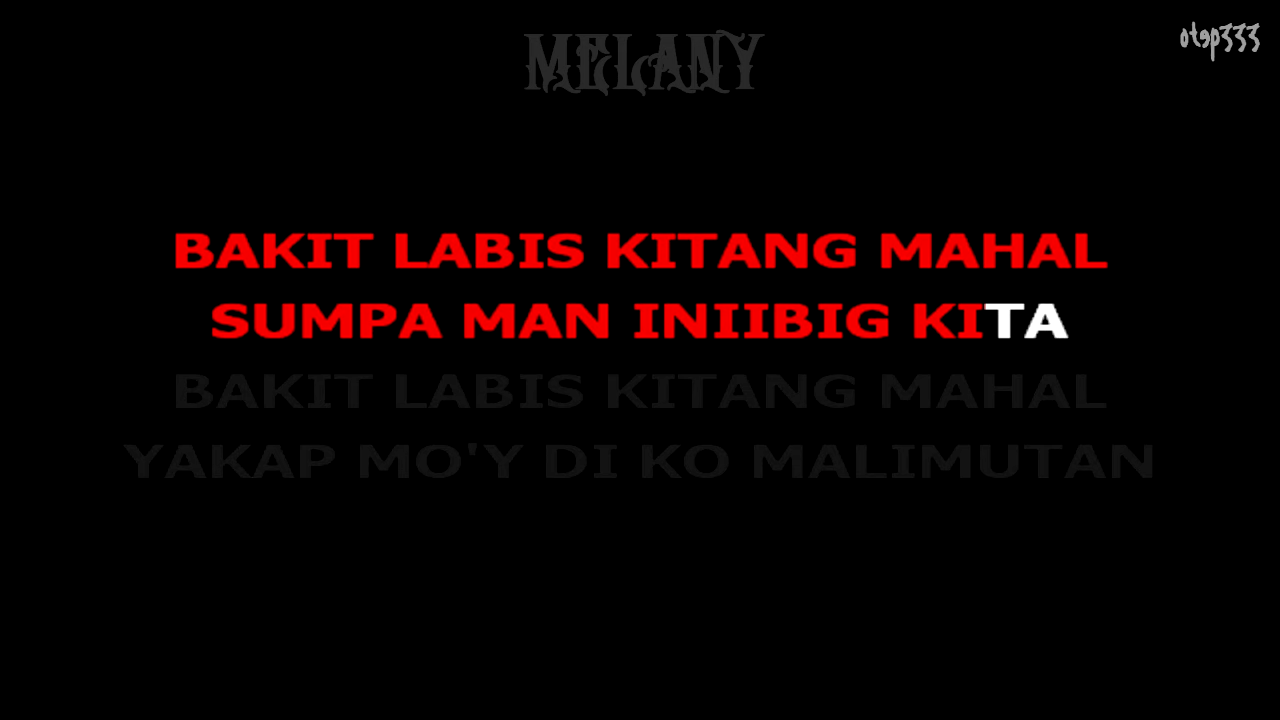 MELANY
otep333
BAKIT LABIS KITANG MAHAL
SUMPA MAN INIIBIG KITA
BAKIT LABIS KITANG MAHAL
YAKAP MO'Y DI KO MALIMUTAN